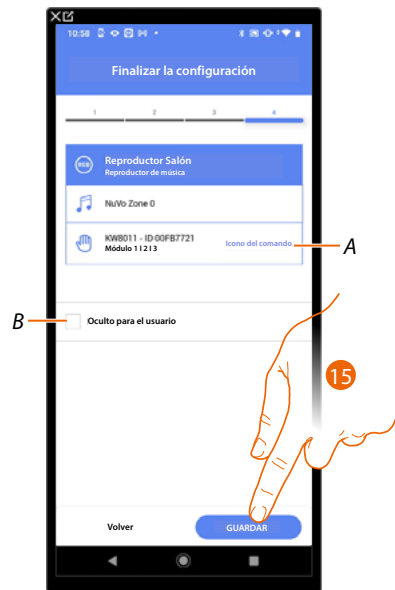 10:58
Finalizar la configuración
1 2 3 4
Reproductor Salón
Reproductor de música
NuVo Zone 0
KW8011 - ID 00FB7721
Módulo 1 I 2 I 3
Icono del comando
A
B
Oculto para el usuario
15
Volver
GUARDAR